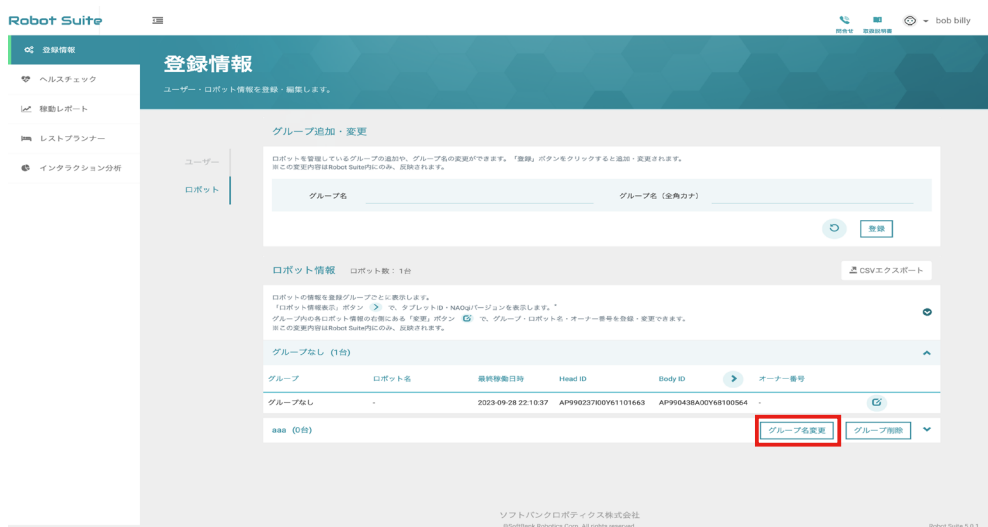 Robot Suite
問合せ
取扱説明書
bob billy
登録情報
ヘルスチェック
稼動レポート
レストプランナー
インタラクション分析
登録情報
ユーザー・ロボット情報を登録・編集します。
ユーザー
ロボット
グループ追加・変更
ロボットを管理しているグループの追加や、グループ名の変更ができます。「登録」ボタンをクリックすると追加・変更されます。
※この変更内容はRobot Suite内にのみ、反映されます。
グループ名
グループ名（全角カナ）
登録
ロボット情報 ロボット数：1台
CSVエクスポート
ロボットの情報を登録グループごとに表示します。
「ロボット情報表示」ボタン で、タブレットID・NAOqiバージョンを表示します。*
グループ内の各ロボット情報の右側にある「変更」ボタン で、グループ・ロボット名・オーナー番号を登録・変更できます。
※この変更内容はRobot Suite内にのみ、反映されます。
グループなし (1台)
グループ ロボット名 最終稼働日時 Head ID Body ID オーナー番号
グループなし - 2023-09-28 22:10:37 AP990237I00Y61101663 AP990438A00Y68100564 -
aaa (0台) グループ名変更 グループ削除
ソフトバンクロボティクス株式会社
©SoftBank Robotics Corp. All rights reserved.
Robot Suite 5.0.1